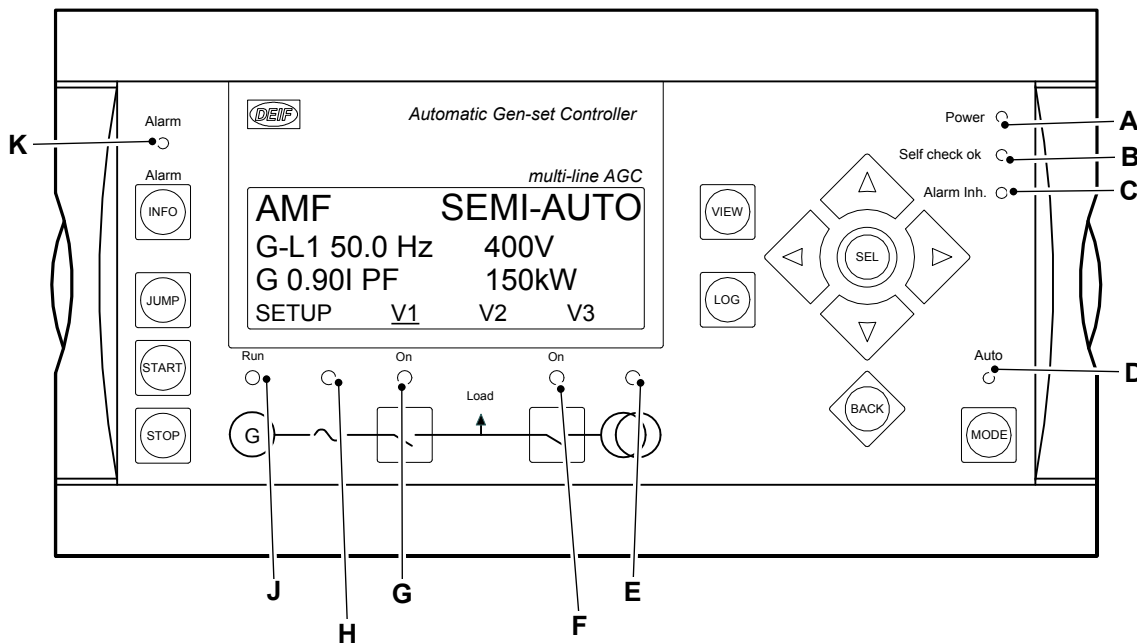 DEIF
Automatic Gen-set Controller
multi-line AGC
AMF SEMI-AUTO
G-L1 50.0 Hz 400V
G 0.90I PF 150kW
SETUP V1 V2 V3
Alarm
K
Alarm
INFO
JUMP
START
STOP
Run
On
On
Load
G
VIEW
LOG
SEL
BACK
Power
A
Self check ok
B
Alarm Inh.
C
Auto
D
MODE
J
H
G
F
E